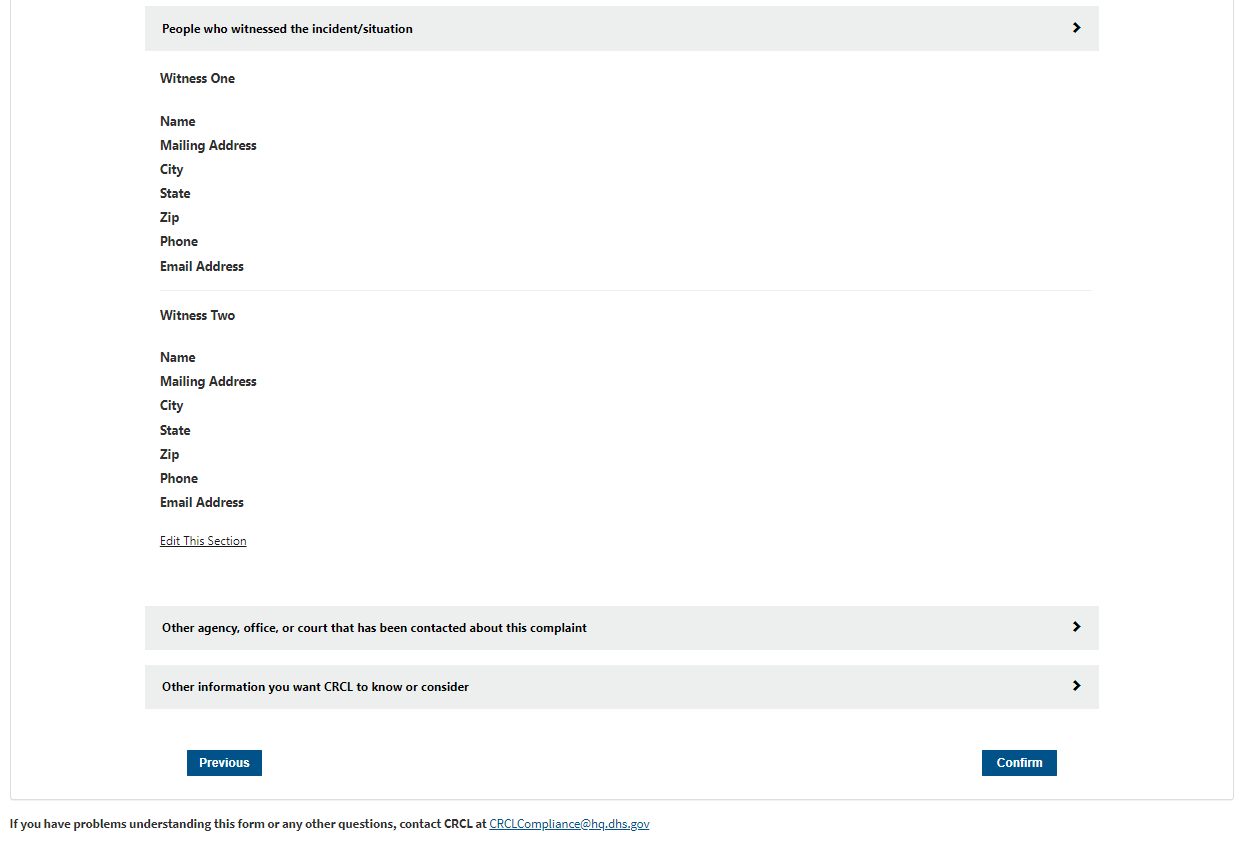 People who witnessed the incident/situation
Witness One
Name
Mailing Address
City
State
Zip
Phone
Email Address
Witness Two
Name
Mailing Address
City
State
Zip
Phone
Email Address
Edit This Section
Other agency, office, or court that has been contacted about this complaint
Other information you want CRCL to know or consider
Previous
Confirm
If you have problems understanding this form or any other questions, contact CRCL at CRCLCompliance@hq.dhs.gov